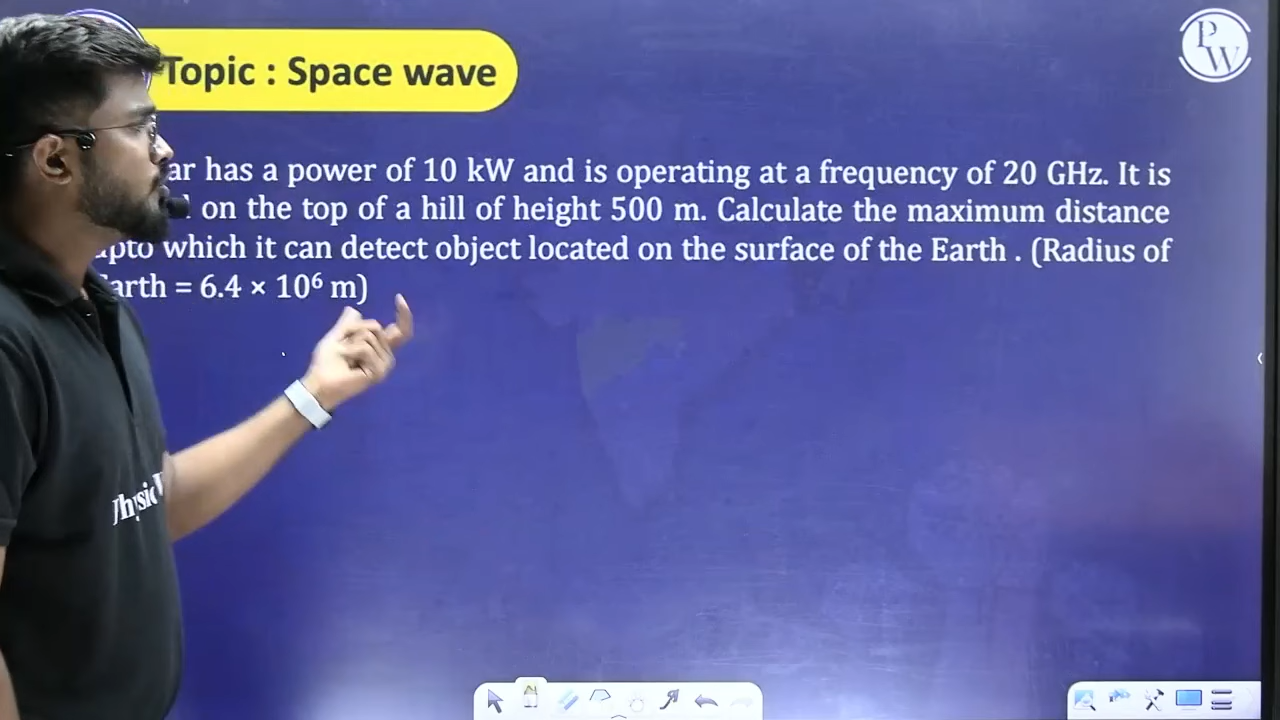 Topic : Space wave
PW
has a power of 10 kW and is operating at a frequency of 20 GHz. It is
on the top of a hill of height 500 m. Calculate the maximum distance
upto which it can detect object located on the surface of the Earth . (Radius of
Earth = 6.4 × 10⁶ m)